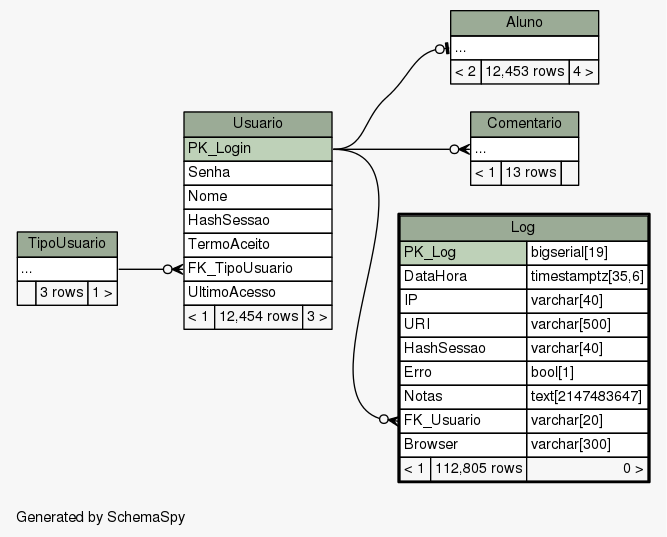 Aluno
...
< 2 12,453 rows 4 >
Usuario
PK_Login
Senha
Nome
HashSessao
TermoAceito
FK_TipoUsuario
UltimoAcesso
< 1 12,454 rows 3 >
Comentario
...
< 1 13 rows
TipoUsuario
...
3 rows 1 >
Log
PK_Log bigserial[19]
DataHora timestamptz[35,6]
IP varchar[40]
URI varchar[500]
HashSessao varchar[40]
Erro bool[1]
Notas text[2147483647]
FK_Usuario varchar[20]
Browser varchar[300]
< 1 112,805 rows 0 >
Generated by SchemaSpy